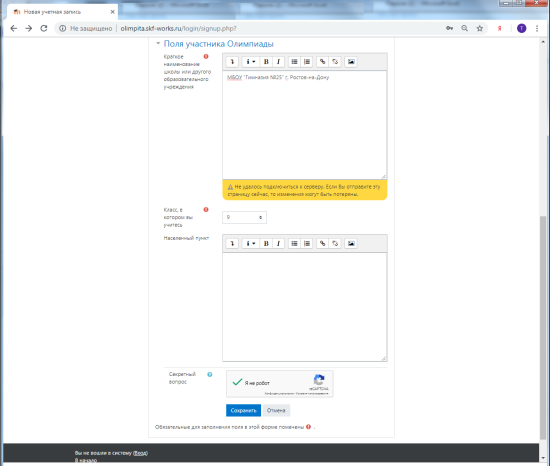 Новая учетная запись
Не защищено | olimpita.skf-works.ru/login/signup.php?
Поля участника Олимпиады
Краткое
наименование
школы или другого
образовательного
учреждения
МБОУ "Гимназия №25" г. Ростов-на-Дону
Не удалось подключиться к серверу. Если Вы отправите эту
страницу сейчас, то изменения могут быть потеряны.
Класс, в
котором вы
учитесь
9
Населенный пункт
Секретный
вопрос
Я не робот
reCAPTCHA
Сохранить
Отмена
Обязательные для заполнения поля в этой форме помечены
Вы не вошли в систему (Вход)
В начало